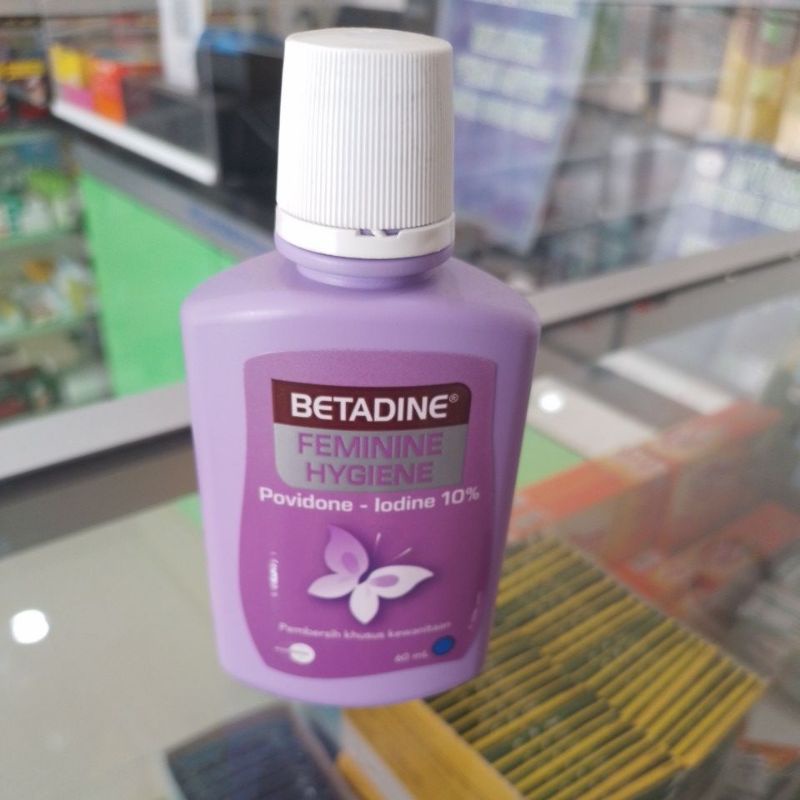 BETADINE®
FEMININE
HYGIENE
Povidone - Iodine 10%
Pembersih khusus kewanitaan
60 mL